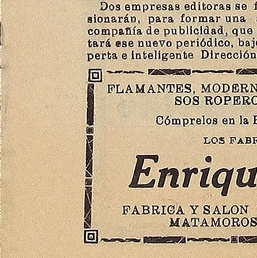 Dos empresas editoras se f
sionarán, para formar una
compañía de publicidad, que
tará ese nuevo periódico, baj
perta e inteligente Dirección
FLAMANTES, MODERN
SOS ROPERO
Cómprelos en la F
LOS FABR
Enriqu
FABRICA Y SALON
MATAMOROS